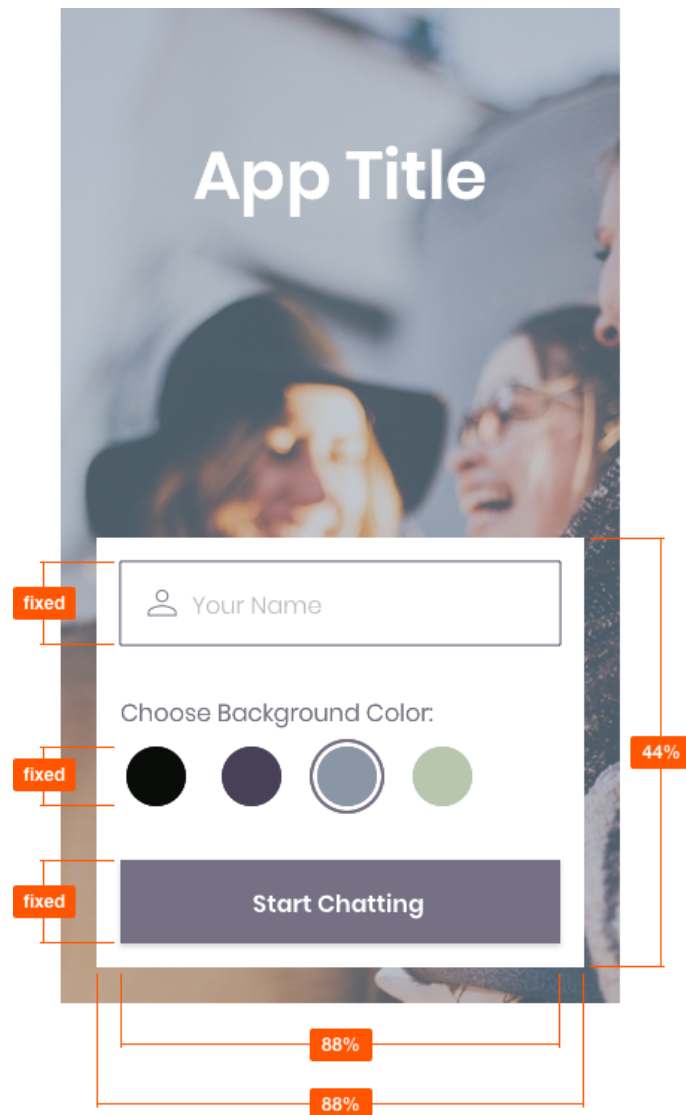 App Title
fixed
Your Name
Choose Background Color:
fixed
44%
fixed
Start Chatting
88%
88%